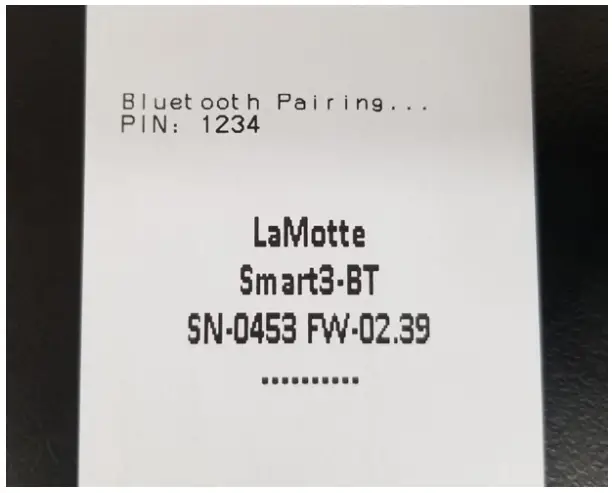 Bluetooth Pairing...
PIN: 1234
LaMotte
Smart3-BT
SN-0453 FW-02.39
..........